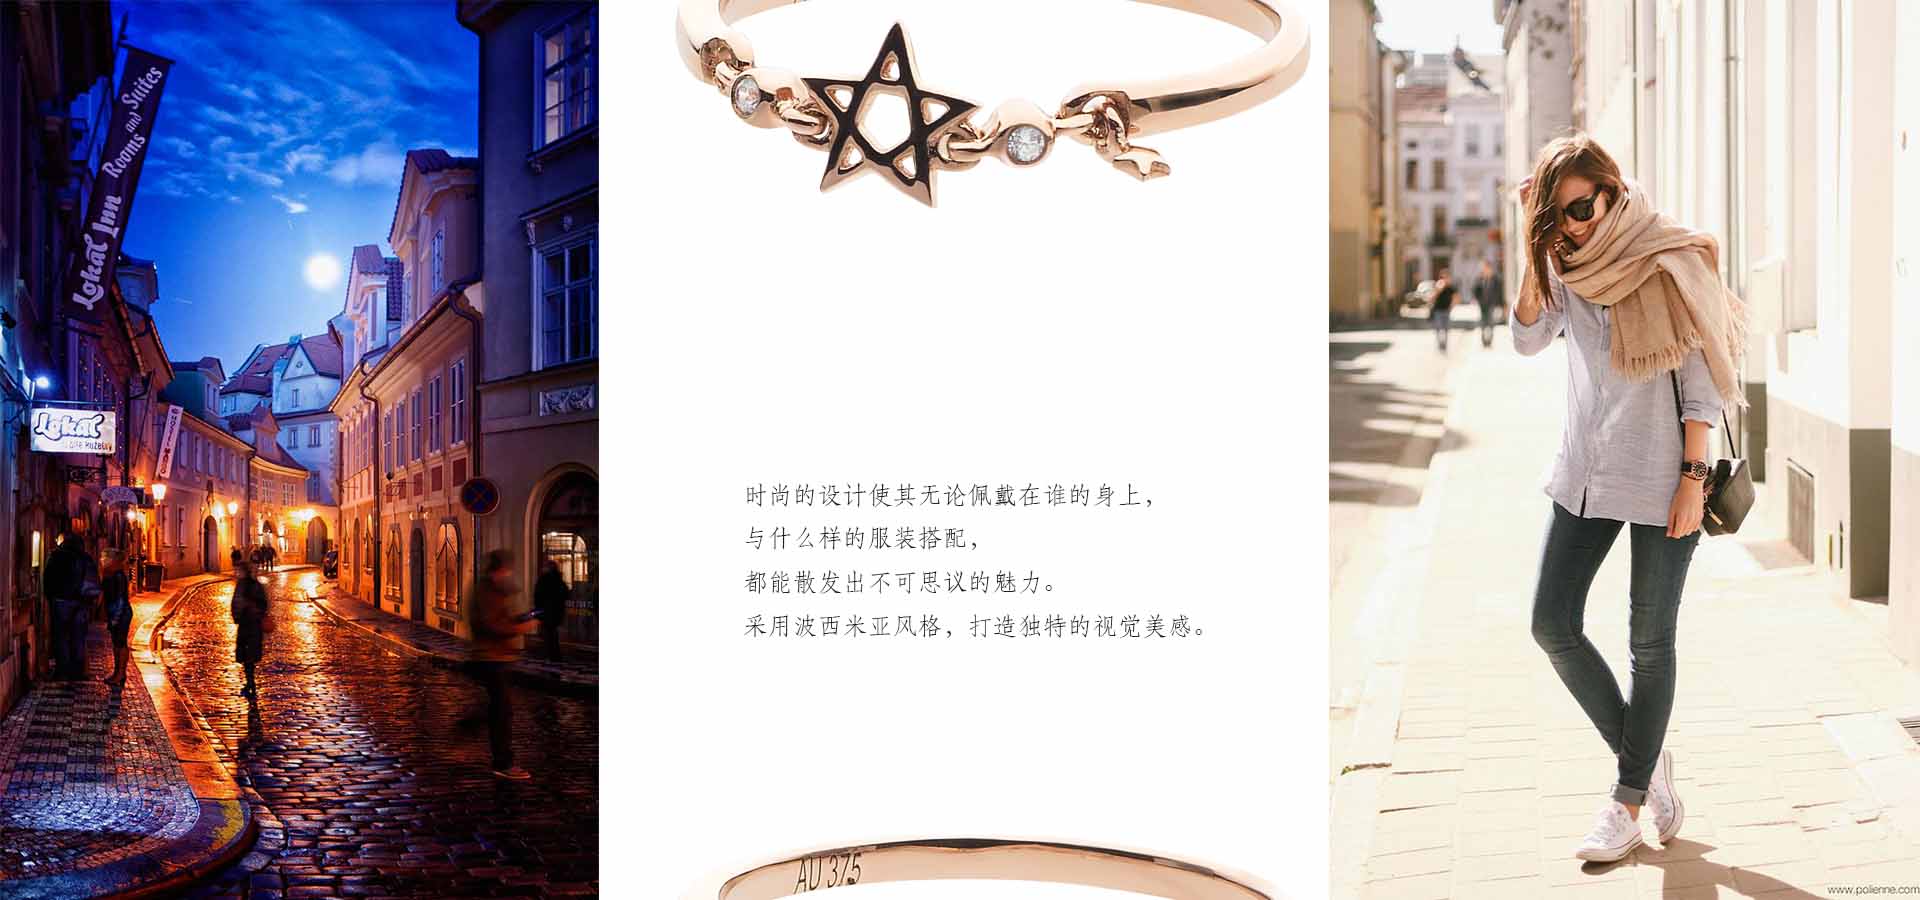 Lokal Inn Rooms and Suites
Lokal
时尚的设计使其无论佩戴在谁的身上，
与什么样的服装搭配，
都能散发出不可思议的魅力。
采用波西米亚风格，打造独特的视觉美感。
AU 375
www.polienne.com